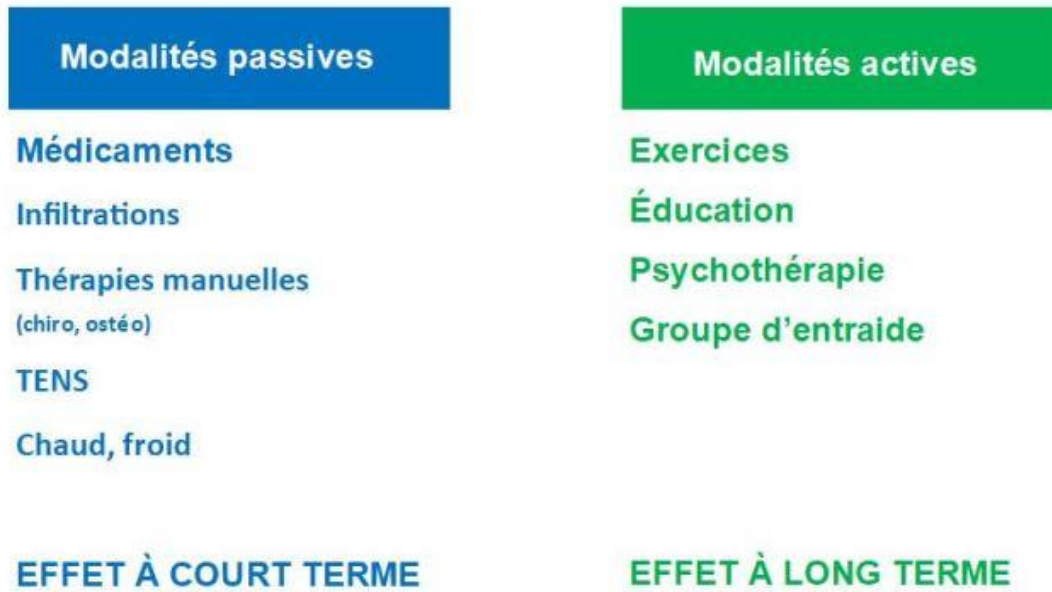 Modalités passives
Médicaments
Infiltrations
Thérapies manuelles
(chiro, ostéo)
TENS
Chaud, froid
EFFET À COURT TERME
Modalités actives
Exercices
Éducation
Psychothérapie
Groupe d'entraide
EFFET À LONG TERME